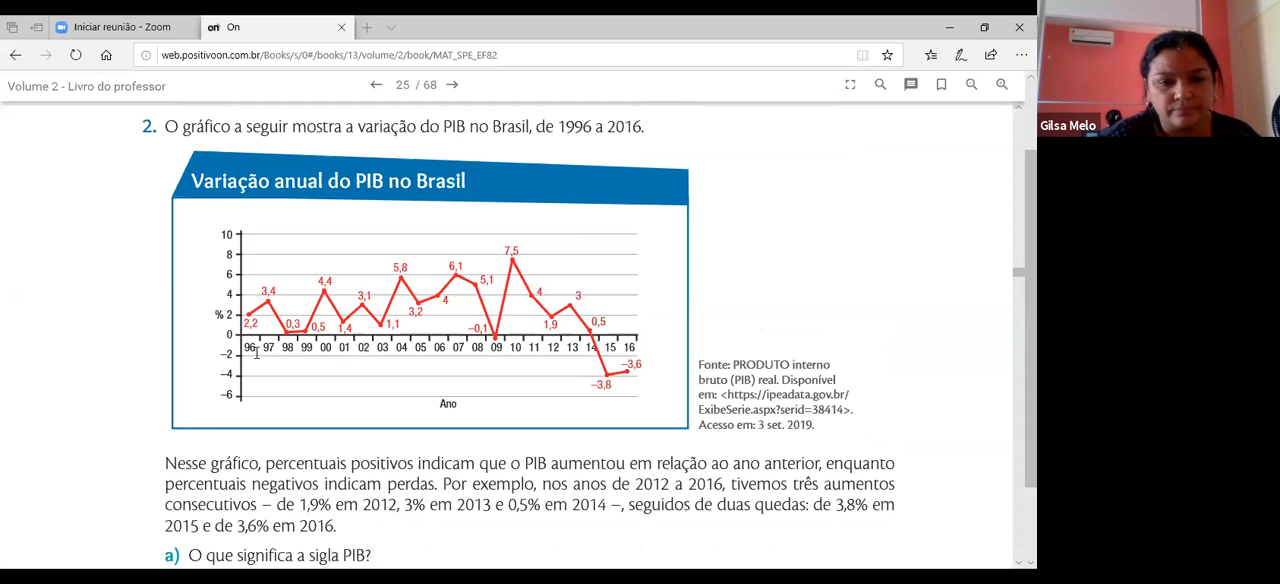 Iniciar reunião - Zoom
on On
web.positivoon.com.br/Books/s/0#/books/13/volume/2/book/MAT_SPE_EF82
Volume 2 - Livro do professor
25 / 68
Gilsa Melo
2. O gráfico a seguir mostra a variação do PIB no Brasil, de 1996 a 2016.
Variação anual do PIB no Brasil
10
8
6
4
% 2
0
−2
−4
−6
2,2 3,4 0,3 0,5 4,4 1,4 3,1 1,1 5,8 3,2 4 6,1 5,1 −0,1 7,5 4 1,9 3 0,5 −3,8 −3,6
96 97 98 99 00 01 02 03 04 05 06 07 08 09 10 11 12 13 14 15 16
Ano
Fonte: PRODUTO interno
bruto (PIB) real. Disponível
em: <https://ipeadata.gov.br/
ExibeSerie.aspx?serid=38414>.
Acesso em: 3 set. 2019.
Nesse gráfico, percentuais positivos indicam que o PIB aumentou em relação ao ano anterior, enquanto
percentuais negativos indicam perdas. Por exemplo, nos anos de 2012 a 2016, tivemos três aumentos
consecutivos – de 1,9% em 2012, 3% em 2013 e 0,5% em 2014 –, seguidos de duas quedas: de 3,8% em
2015 e de 3,6% em 2016.
a) O que significa a sigla PIB?